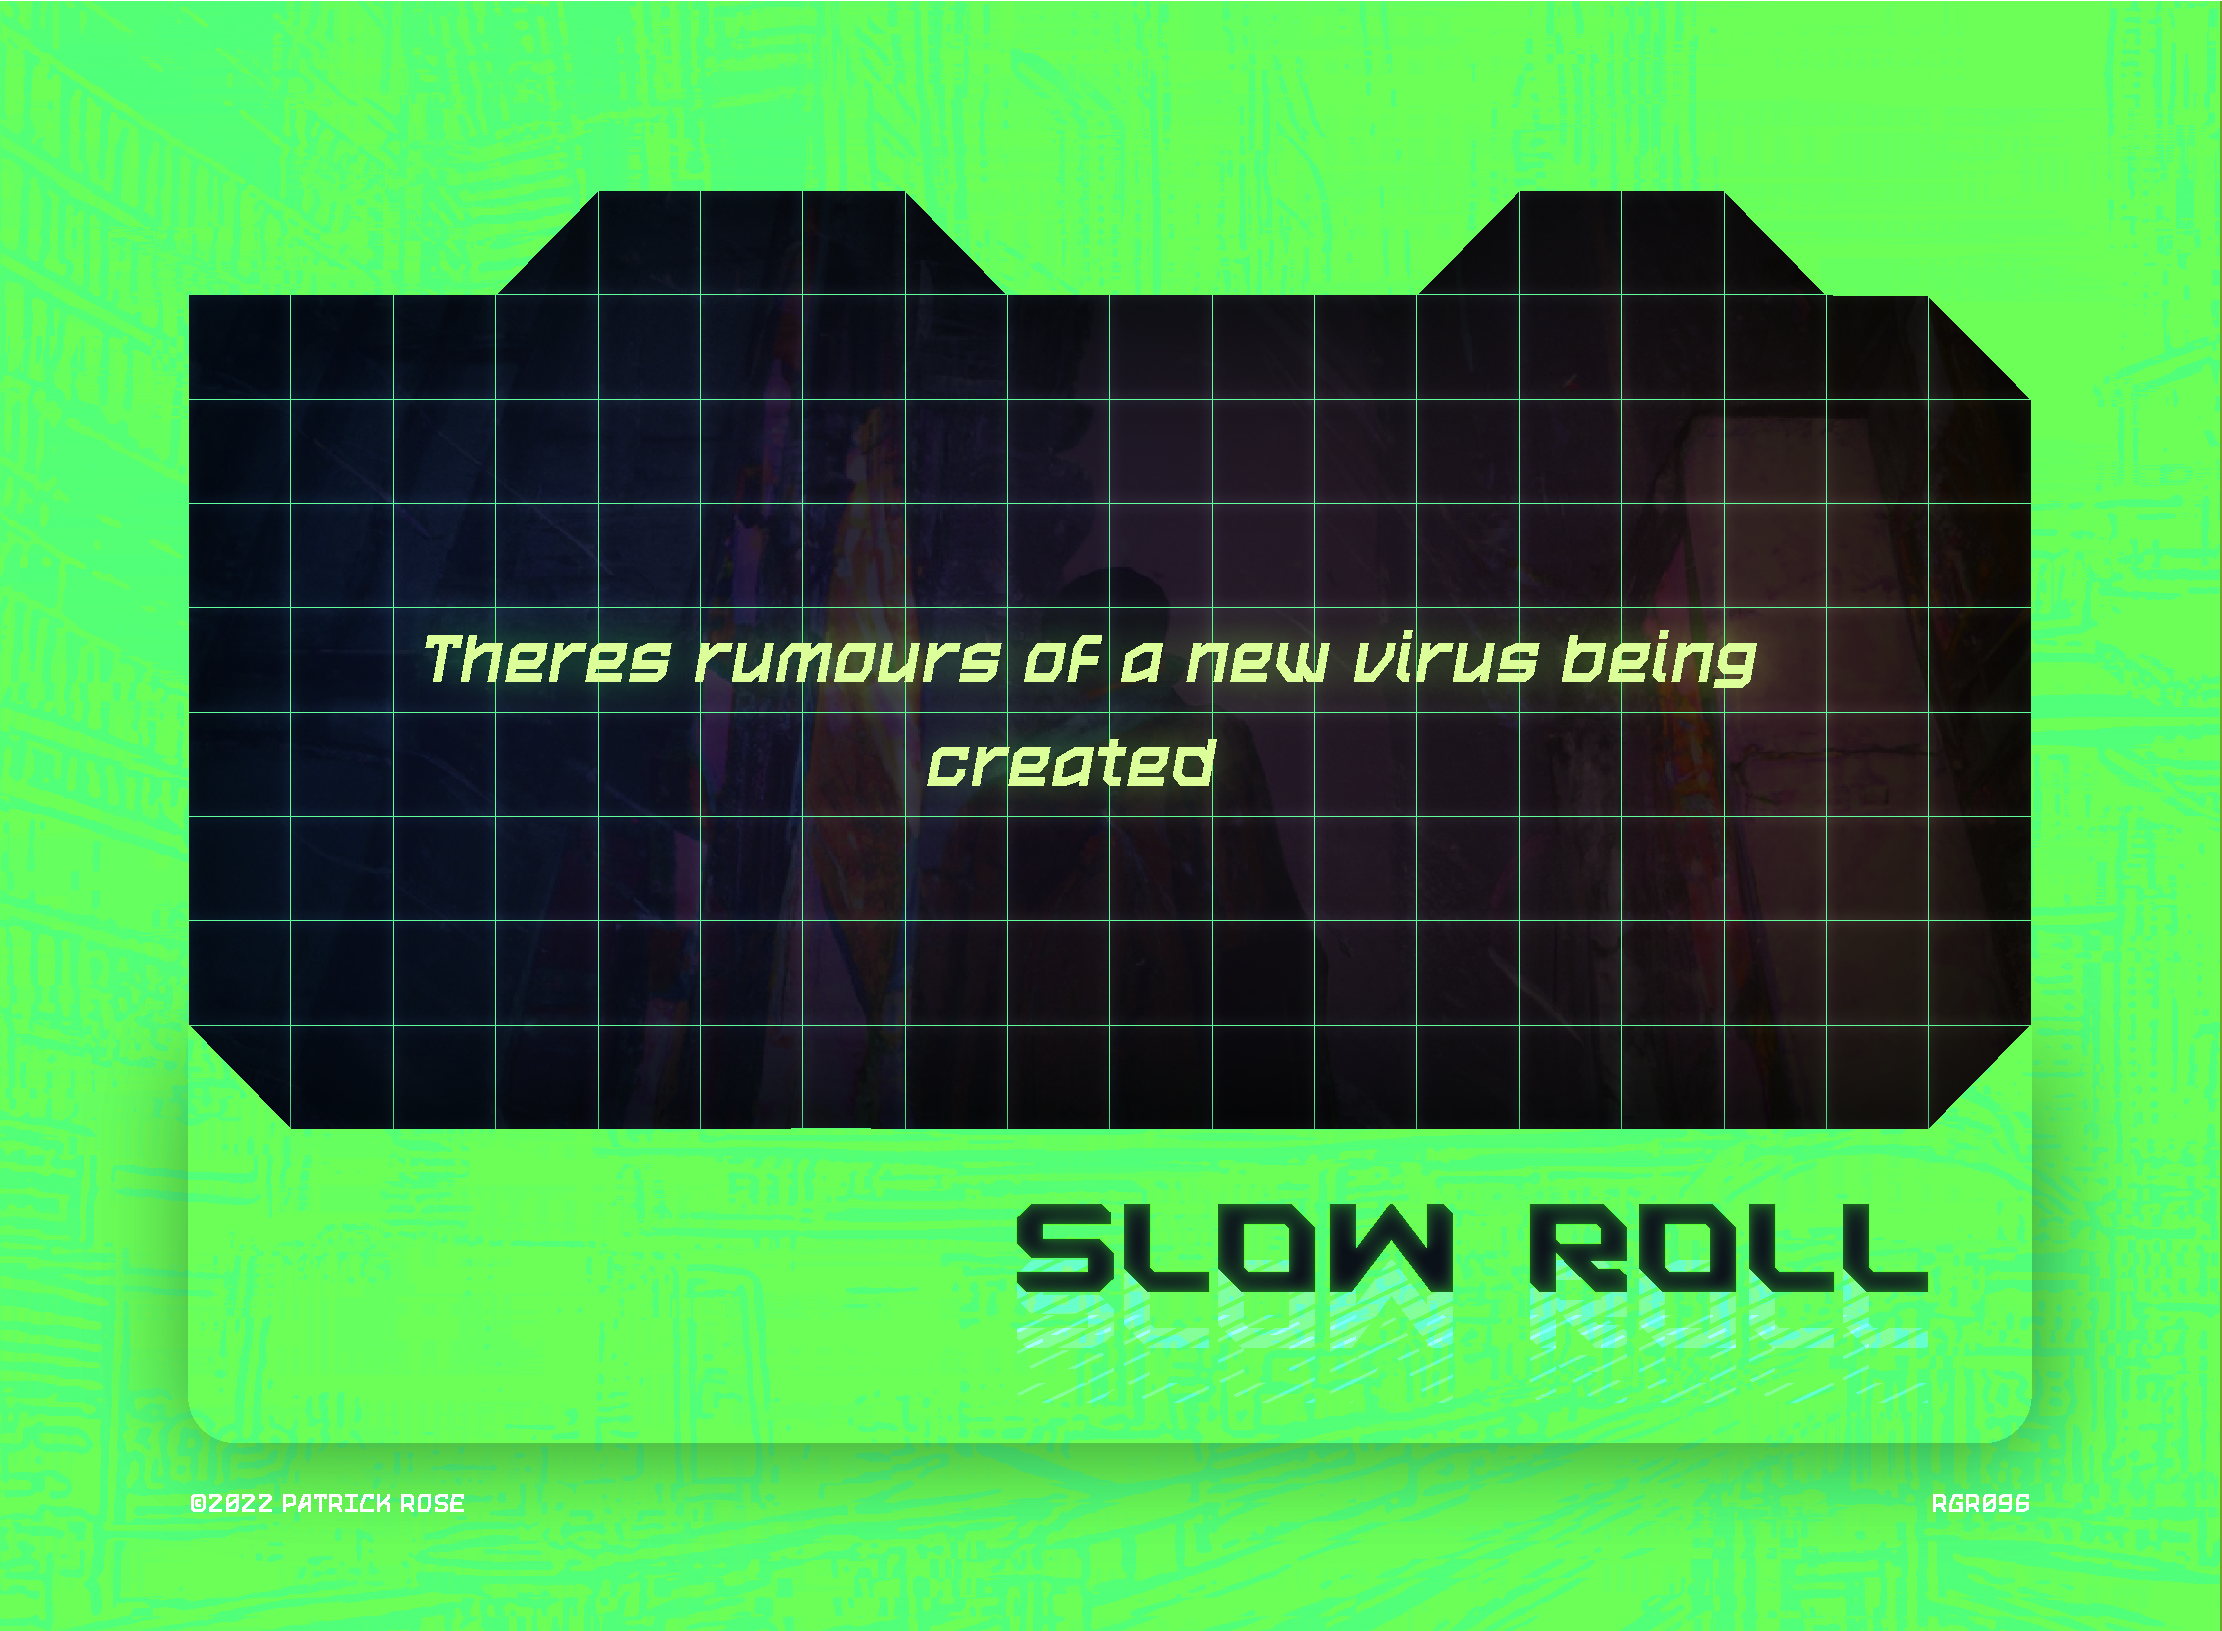 Theres rumours of a new virus being
created
SLOW ROLL
©2022 PATRICK ROSE
RGR096